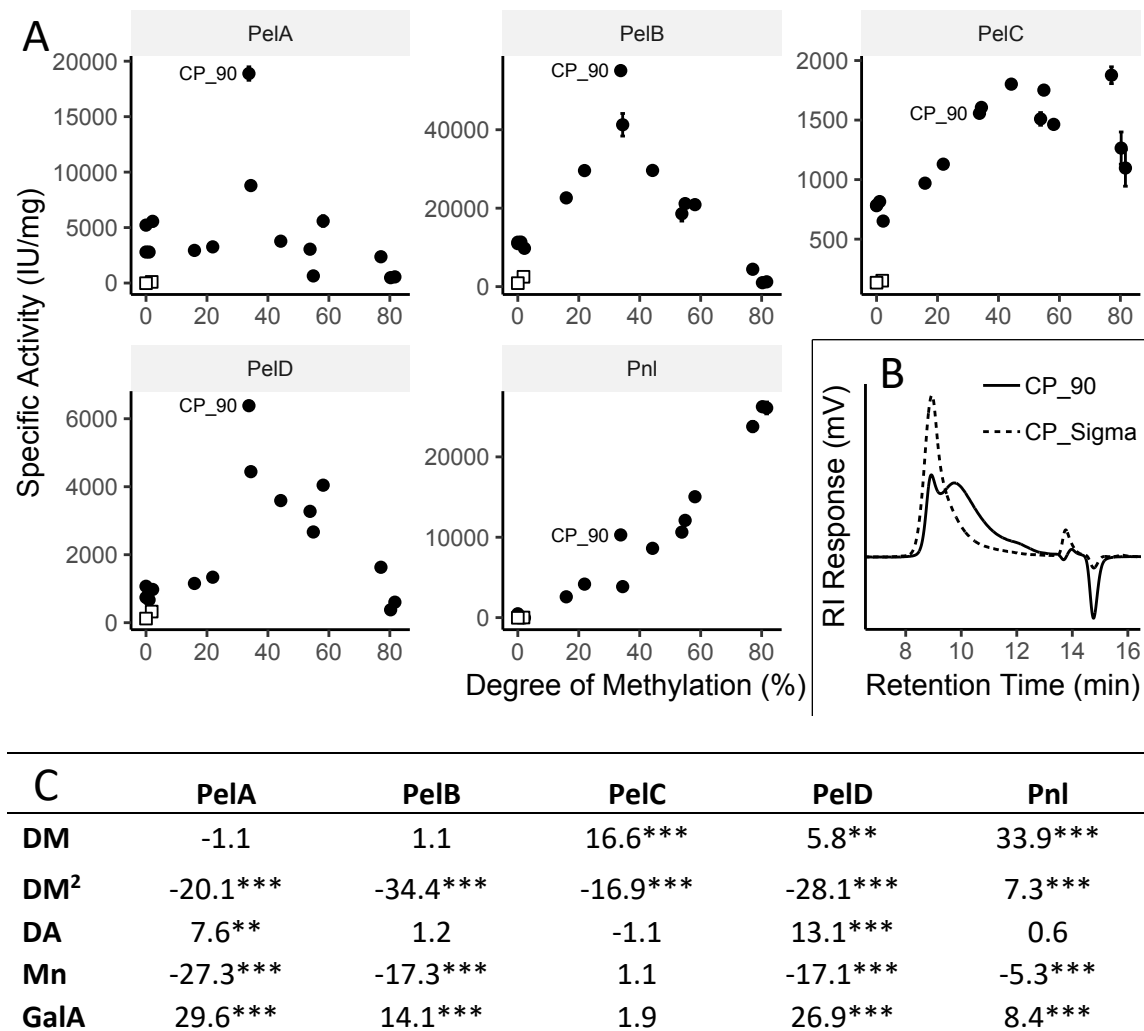 A
PelA
PelB
PelC
Specific Activity (IU/mg)
20000
15000
10000
5000
0
CP_90
0 20 40 60 80
40000
20000
0
CP_90
0 20 40 60 80
2000
1500
1000
500
CP_90
0 20 40 60 80
PelD
Pnl
6000
4000
2000
0
CP_90
0 20 40 60 80
20000
10000
0
CP_90
0 20 40 60 80
Degree of Methylation (%)
B
CP_90
CP_Sigma
RI Response (mV)
8 10 12 14 16
Retention Time (min)
C PelA PelB PelC PelD Pnl
DM -1.1 1.1 16.6*** 5.8** 33.9***
DM² -20.1*** -34.4*** -16.9*** -28.1*** 7.3***
DA 7.6** 1.2 -1.1 13.1*** 0.6
Mn -27.3*** -17.3*** 1.1 -17.1*** -5.3***
GalA 29.6*** 14.1*** 1.9 26.9*** 8.4***